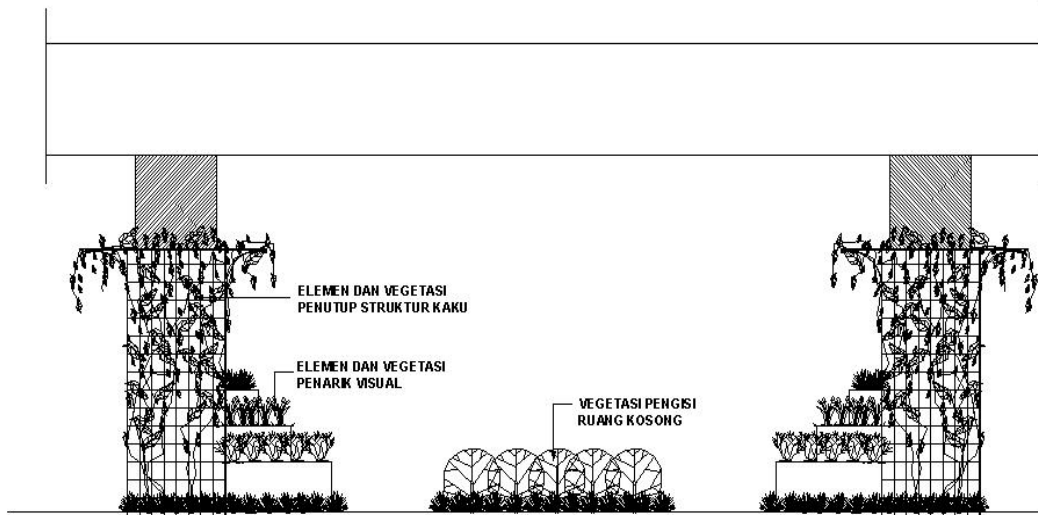 ELEMEN DAN VEGETASI
PENUTUP STRUKTUR KAKU
ELEMEN DAN VEGETASI
PENARIK VISUAL
VEGETASI PENGISI
RUANG KOSONG